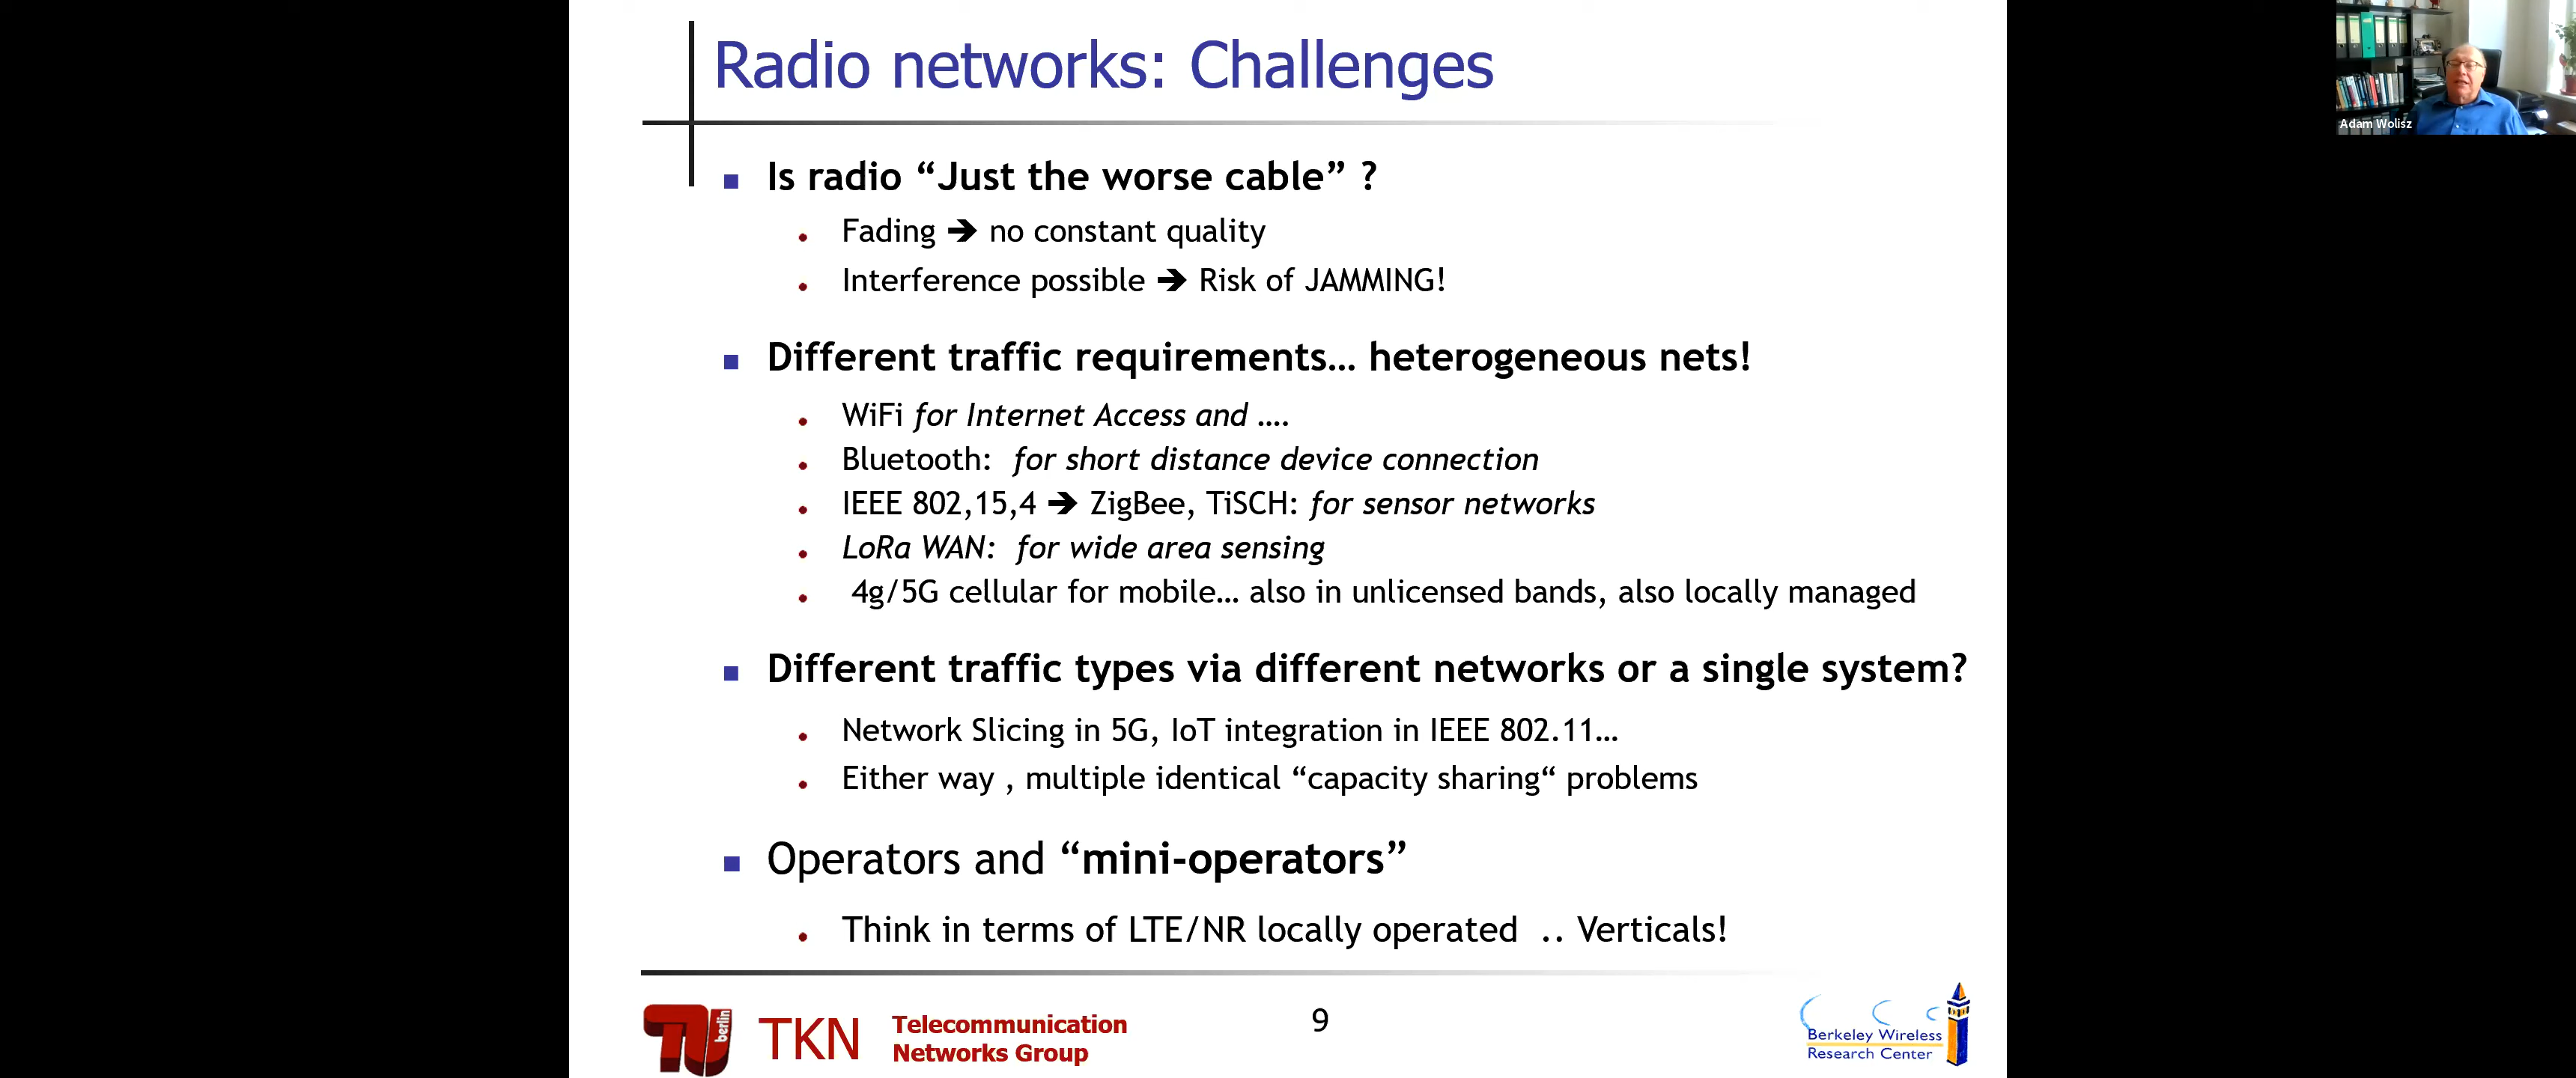 Radio networks: Challenges
Adam Wolisz
Is radio “Just the worse cable” ?
Fading ➔ no constant quality
Interference possible ➔ Risk of JAMMING!
Different traffic requirements… heterogeneous nets!
WiFi for Internet Access and ….
Bluetooth: for short distance device connection
IEEE 802,15,4 ➔ ZigBee, TiSCH: for sensor networks
LoRa WAN: for wide area sensing
4g/5G cellular for mobile… also in unlicensed bands, also locally managed
Different traffic types via different networks or a single system?
Network Slicing in 5G, IoT integration in IEEE 802.11…
Either way , multiple identical “capacity sharing“ problems
Operators and “mini-operators”
Think in terms of LTE/NR locally operated .. Verticals!
TU berlin
TKN
Telecommunication
Networks Group
9
Berkeley Wireless
Research Center